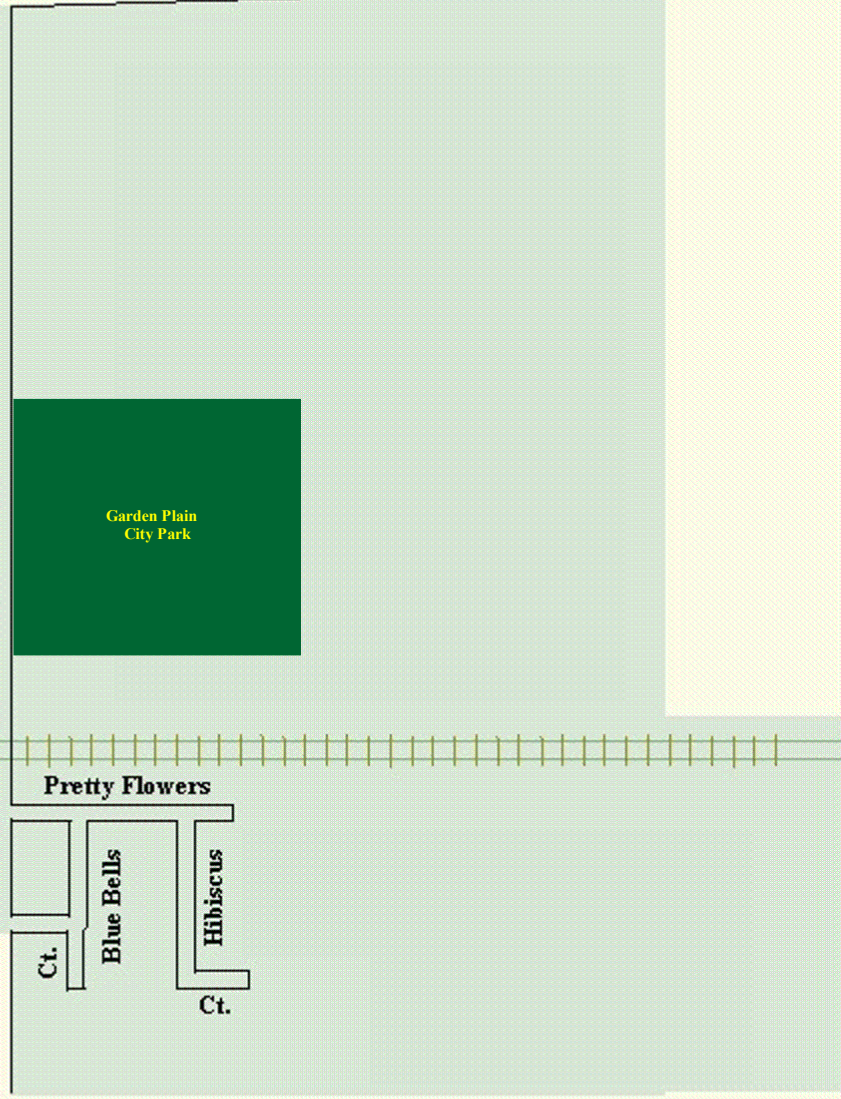 Garden Plain
City Park
Pretty Flowers
Blue Bells
Hibiscus
Ct.
Ct.